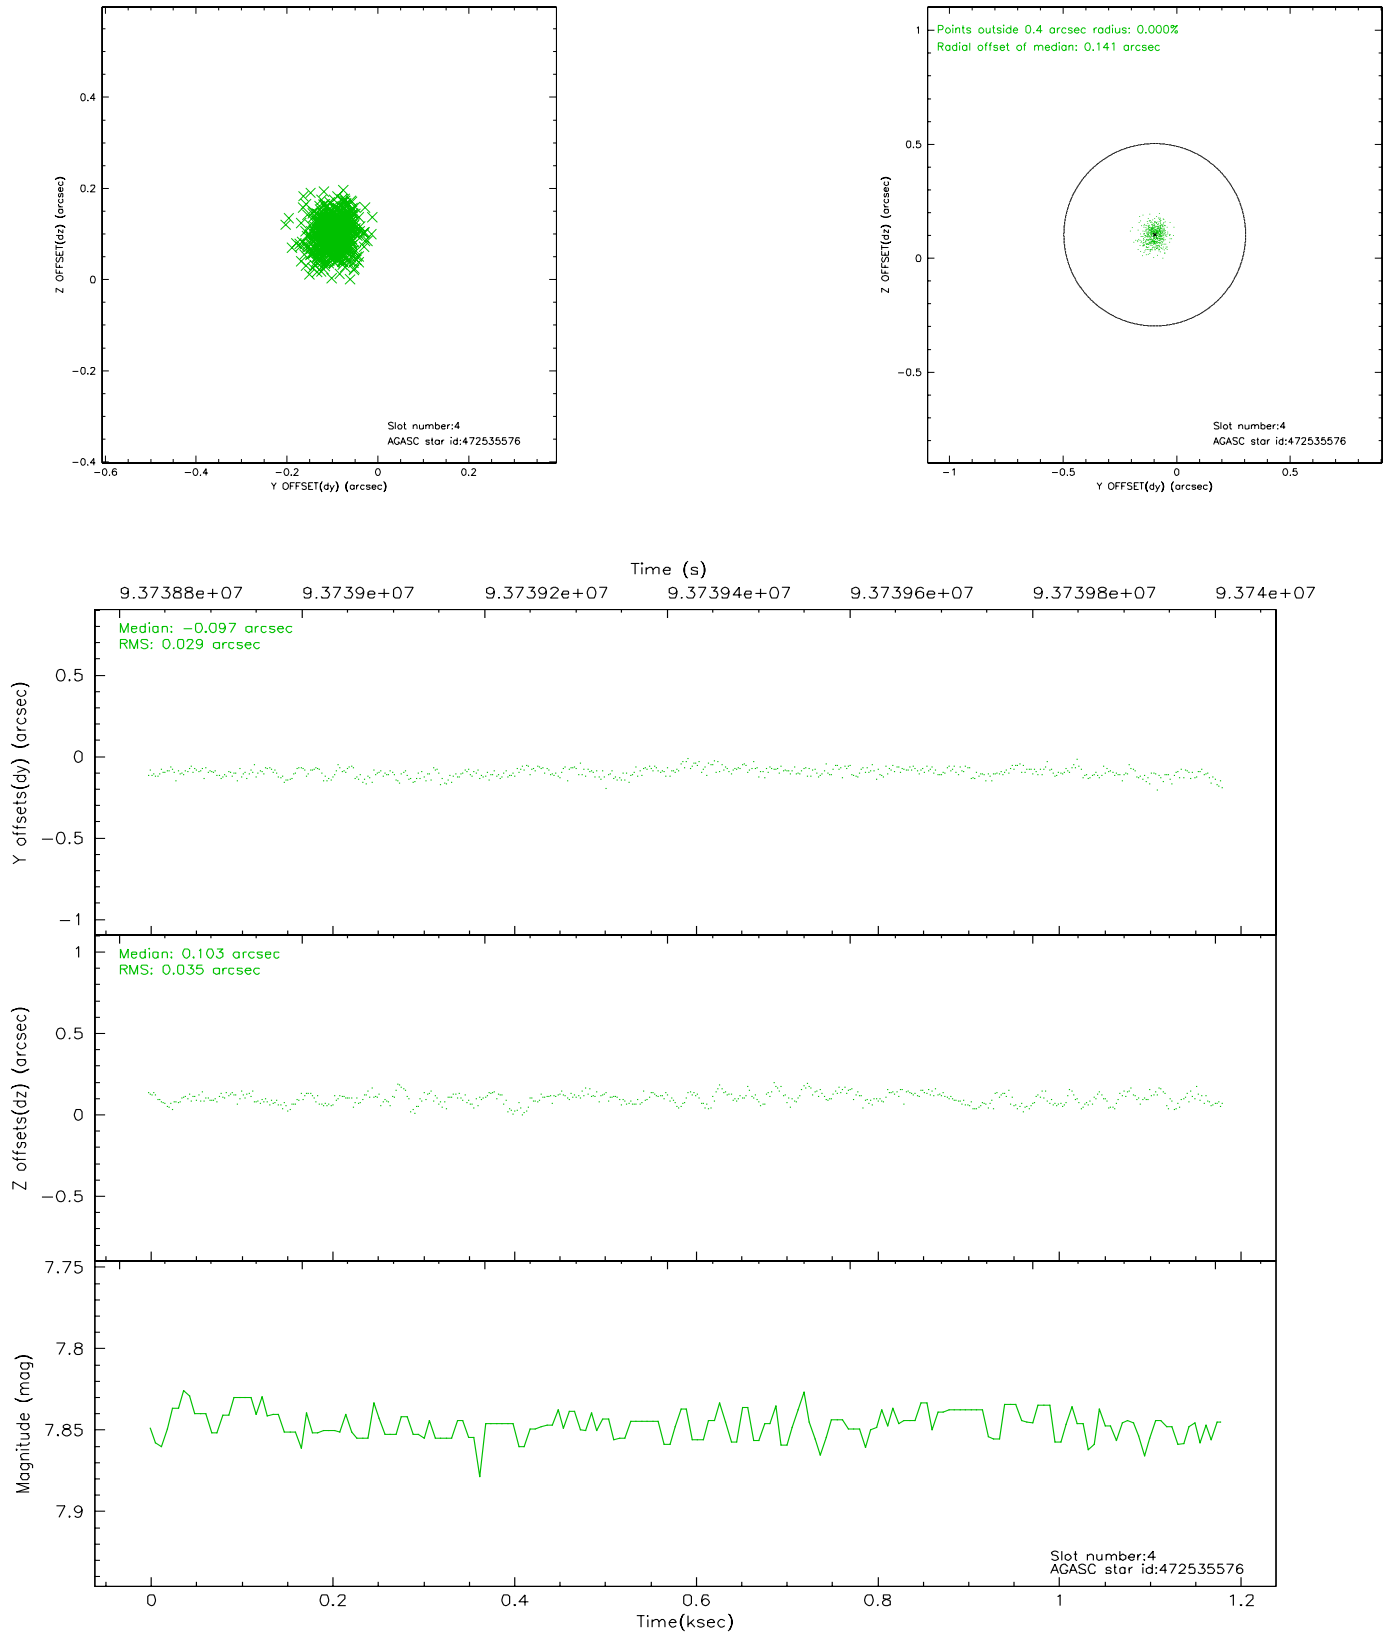 0.4
0.2
0
-0.2
-0.4
Z OFFSET(dz) (arcsec)
-0.6 -0.4 -0.2 0 0.2
Y OFFSET(dy) (arcsec)
Slot number:4
AGASC star id:472535576
Points outside 0.4 arcsec radius: 0.000%
Radial offset of median: 0.141 arcsec
1
0.5
0
-0.5
Z OFFSET(dz) (arcsec)
-1 -0.5 0 0.5
Y OFFSET(dy) (arcsec)
Slot number:4
AGASC star id:472535576
Time (s)
9.37388e+07 9.3739e+07 9.37392e+07 9.37394e+07 9.37396e+07 9.37398e+07 9.374e+07
Median: -0.097 arcsec
RMS: 0.029 arcsec
0.5
0
-0.5
-1
Y offsets(dy) (arcsec)
Median: 0.103 arcsec
RMS: 0.035 arcsec
1
0.5
0
-0.5
Z offsets(dz) (arcsec)
7.75
7.8
7.85
7.9
Magnitude (mag)
Slot number:4
AGASC star id:472535576
0 0.2 0.4 0.6 0.8 1 1.2
Time(ksec)